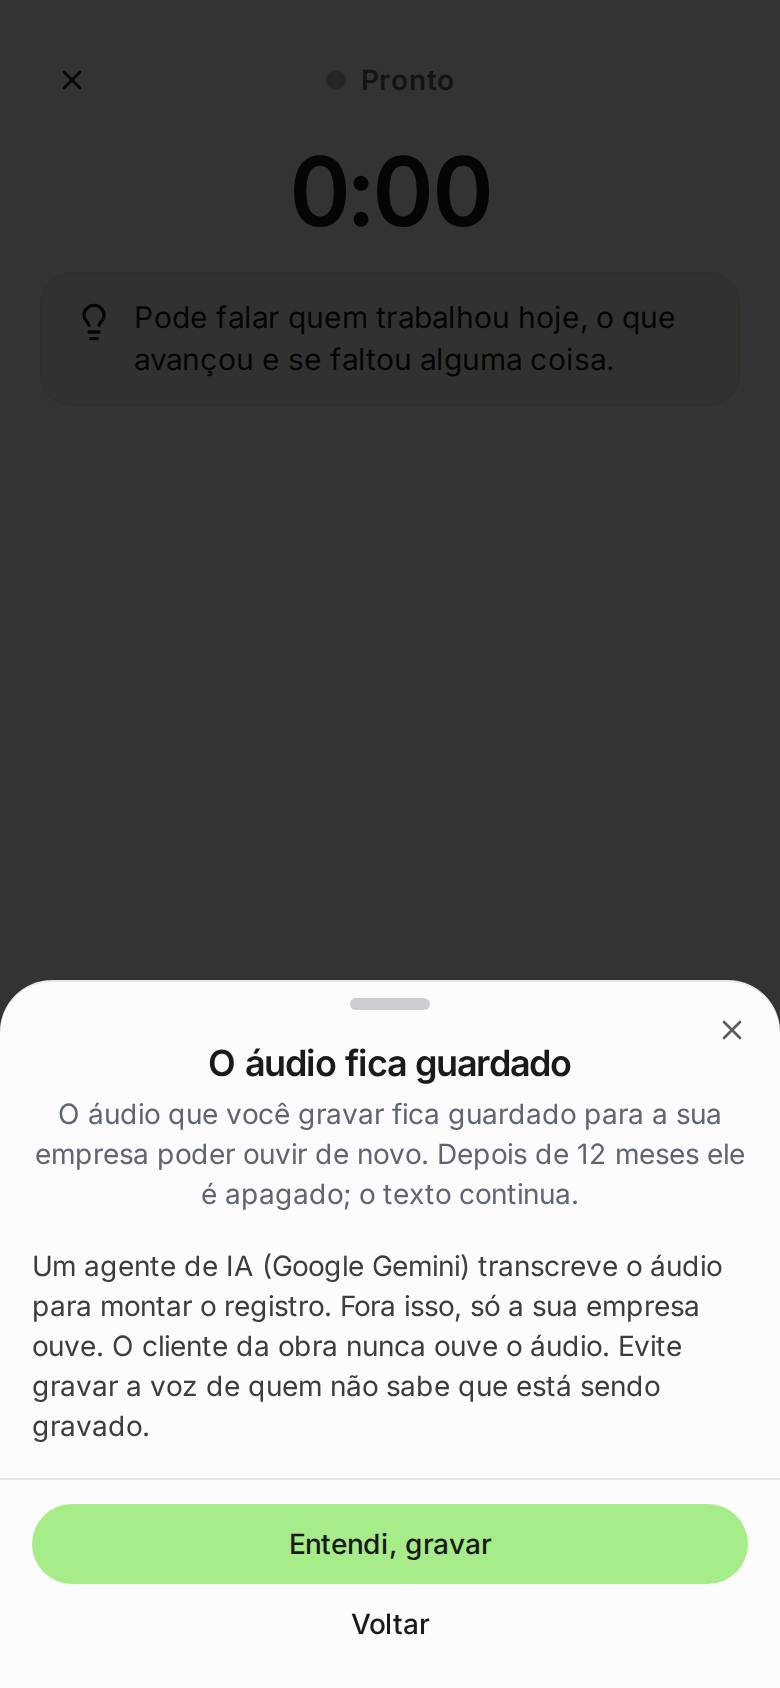 Pronto
0:00
Pode falar quem trabalhou hoje, o que
avançou e se faltou alguma coisa.
O áudio fica guardado
O áudio que você gravar fica guardado para a sua
empresa poder ouvir de novo. Depois de 12 meses ele
é apagado; o texto continua.
Um agente de IA (Google Gemini) transcreve o áudio
para montar o registro. Fora isso, só a sua empresa
ouve. O cliente da obra nunca ouve o áudio. Evite
gravar a voz de quem não sabe que está sendo
gravado.
Entendi, gravar
Voltar